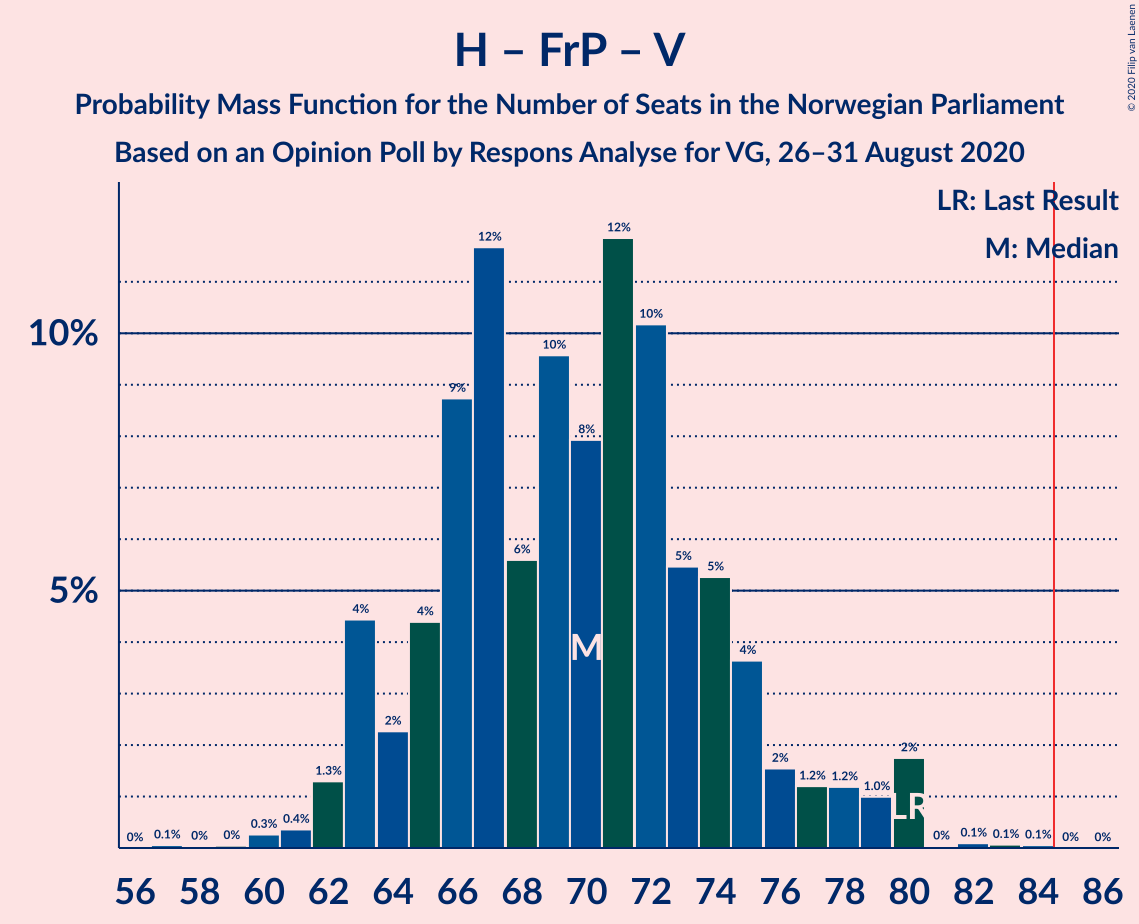 H – FrP – V
Probability Mass Function for the Number of Seats in the Norwegian Parliament
Based on an Opinion Poll by Respons Analyse for VG, 26–31 August 2020
© 2020 Filip van Laenen
LR: Last Result
M: Median
10%
5%
0% 0.1% 0% 0% 0.3% 0.4% 1.3% 4% 2% 4% 9% 12% 6% 10% 8% 12% 10% 5% 5% 4% 2% 1.2% 1.2% 1.0% 2% 0% 0.1% 0.1% 0.1% 0% 0%
M
LR
56 58 60 62 64 66 68 70 72 74 76 78 80 82 84 86